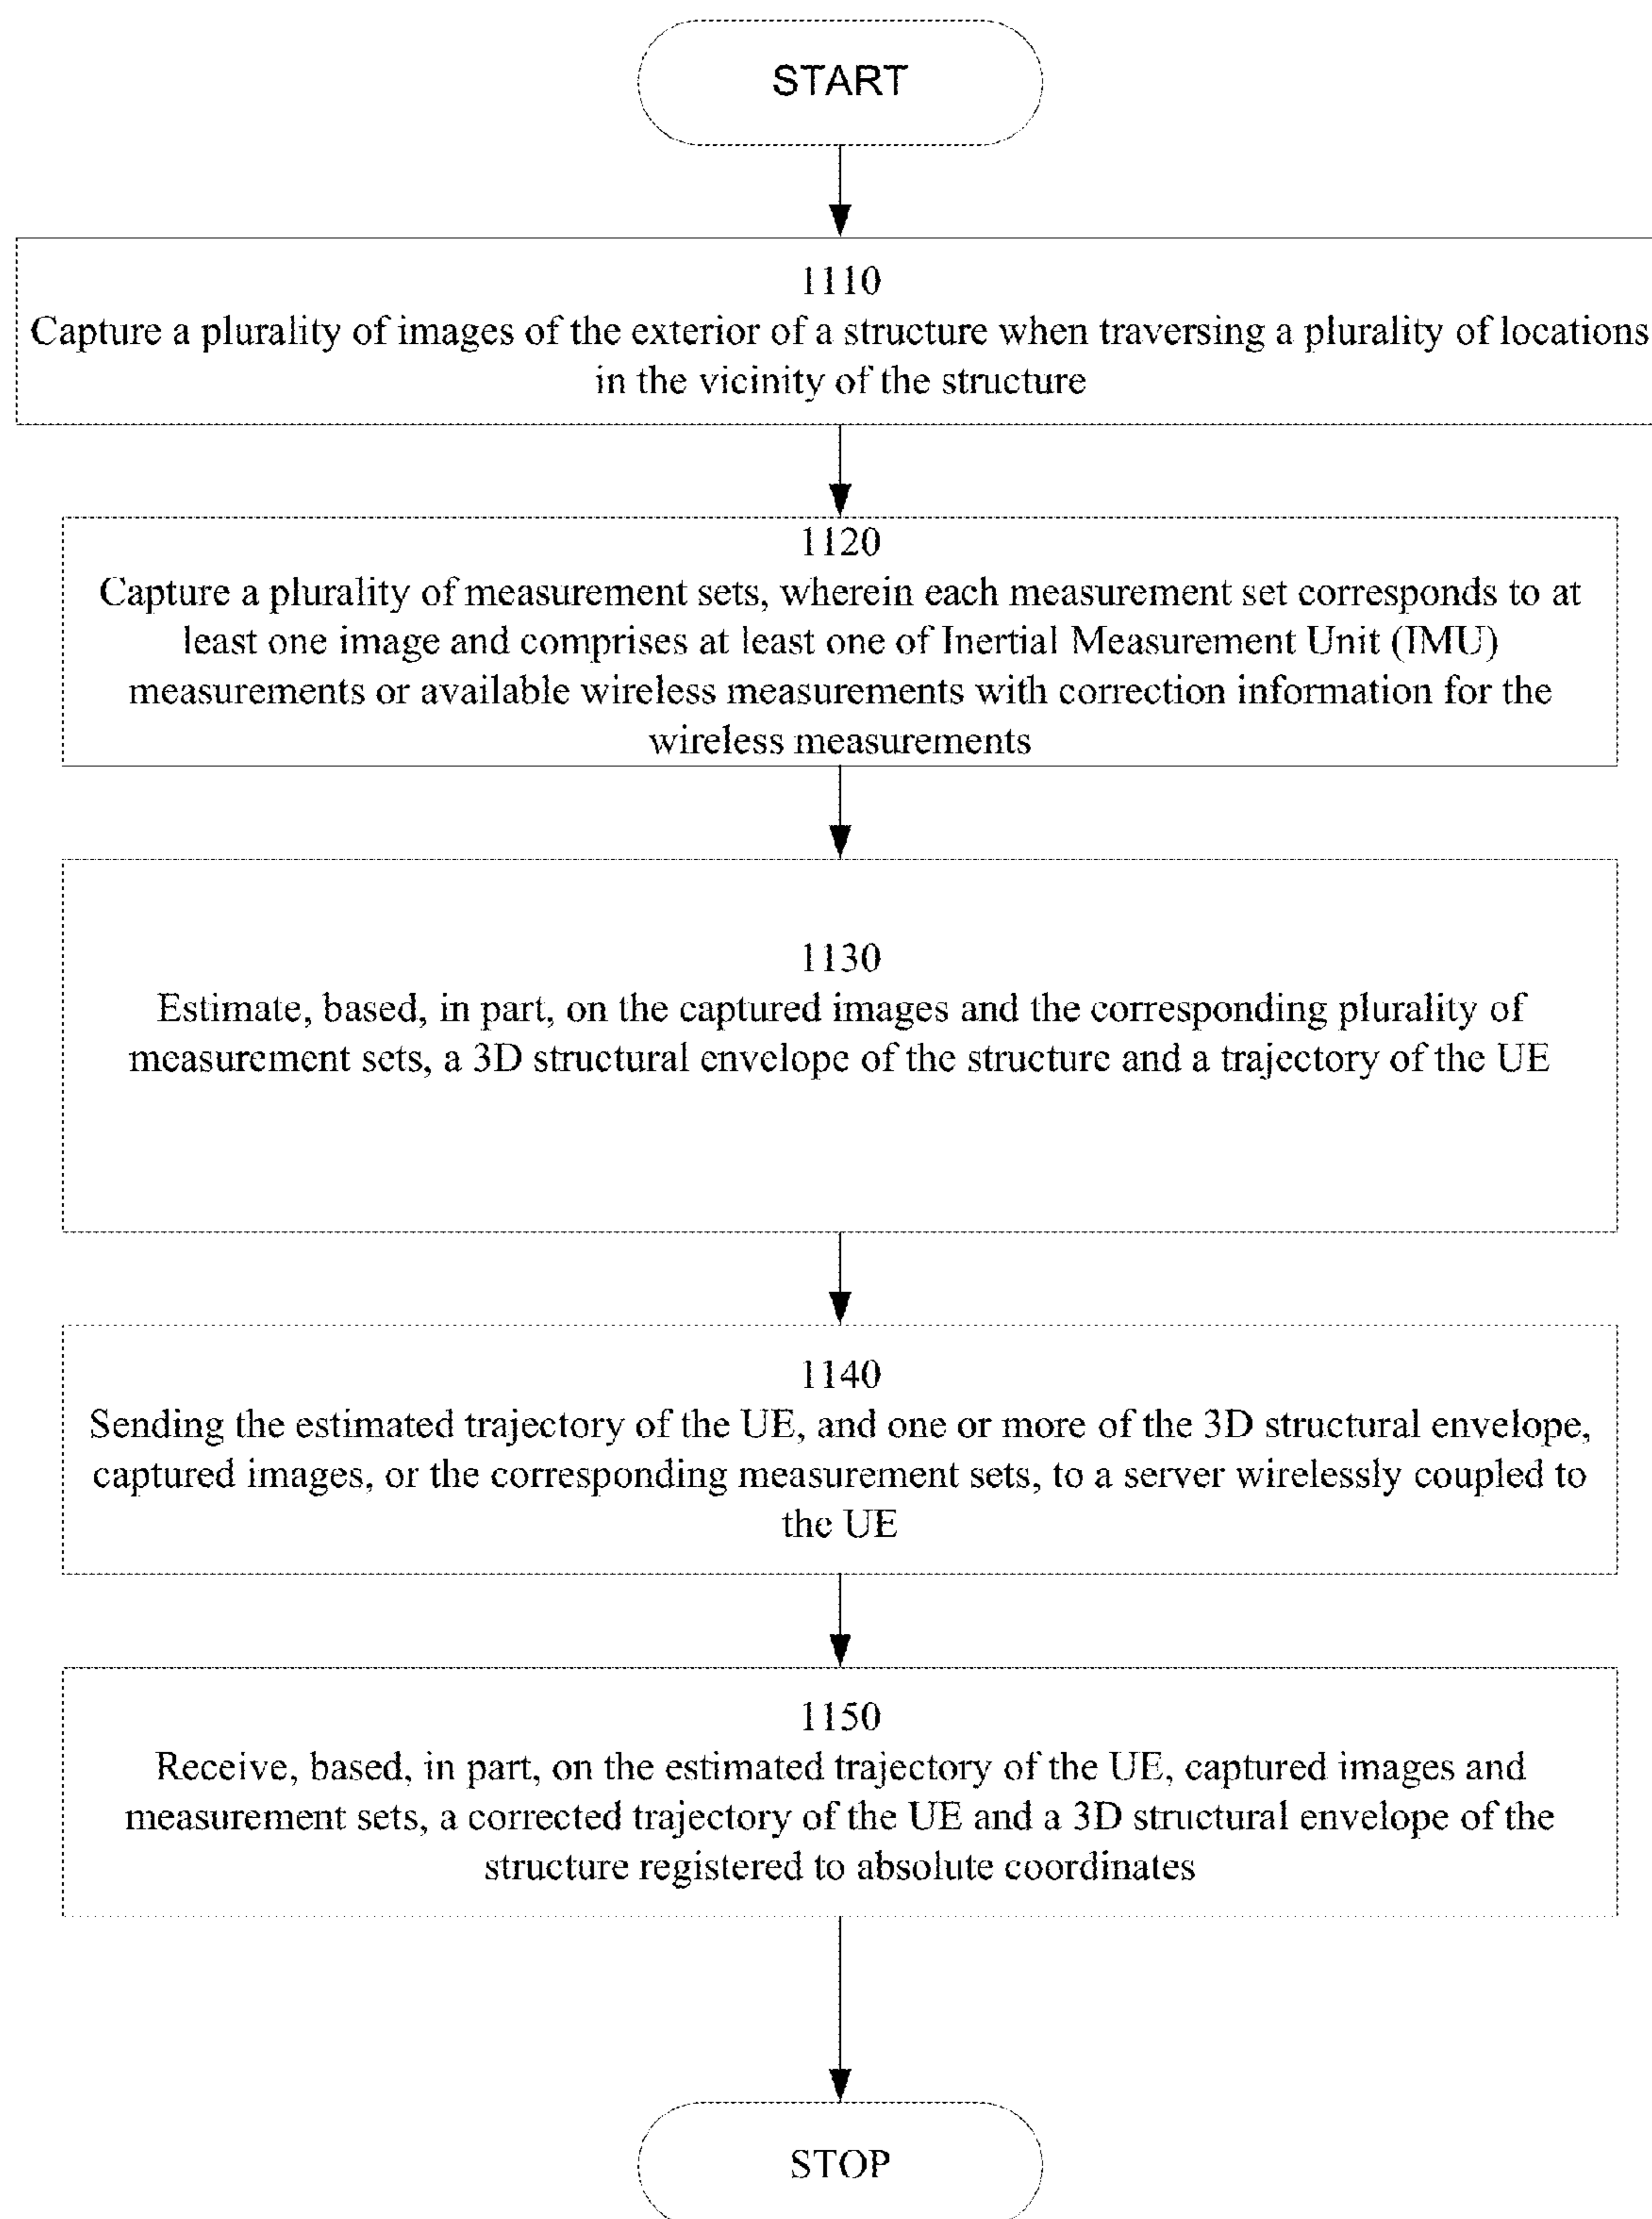 START
1110
Capture a plurality of images of the exterior of a structure when traversing a plurality of locations
in the vicinity of the structure
1120
Capture a plurality of measurement sets, wherein each measurement set corresponds to at
least one image and comprises at least one of Inertial Measurement Unit (IMU)
measurements or available wireless measurements with correction information for the
wireless measurements
1130
Estimate, based, in part, on the captured images and the corresponding plurality of
measurement sets, a 3D structural envelope of the structure and a trajectory of the UE
1140
Sending the estimated trajectory of the UE, and one or more of the 3D structural envelope,
captured images, or the corresponding measurement sets, to a server wirelessly coupled to
the UE
1150
Receive, based, in part, on the estimated trajectory of the UE, captured images and
measurement sets, a corrected trajectory of the UE and a 3D structural envelope of the
structure registered to absolute coordinates
STOP